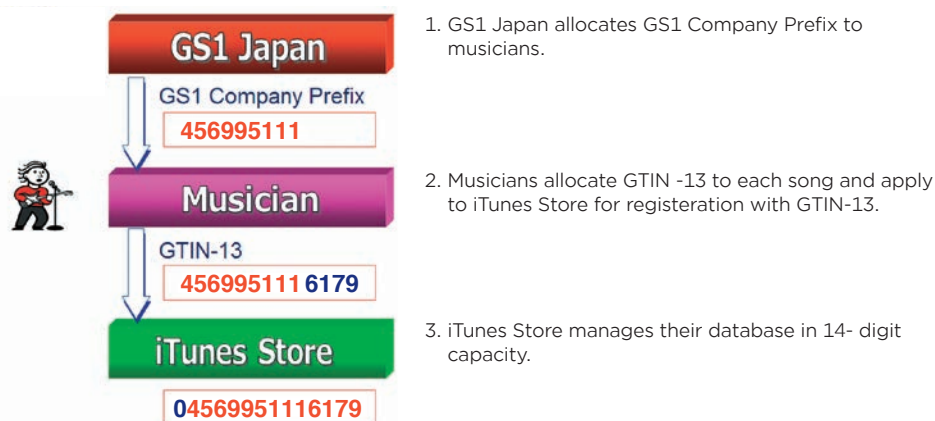 GS1 Japan
GS1 Company Prefix
456995111
Musician
GTIN-13
456995111 6179
iTunes Store
04569951116179
1. GS1 Japan allocates GS1 Company Prefix to
musicians.
2. Musicians allocate GTIN -13 to each song and apply
to iTunes Store for registeration with GTIN-13.
3. iTunes Store manages their database in 14- digit
capacity.